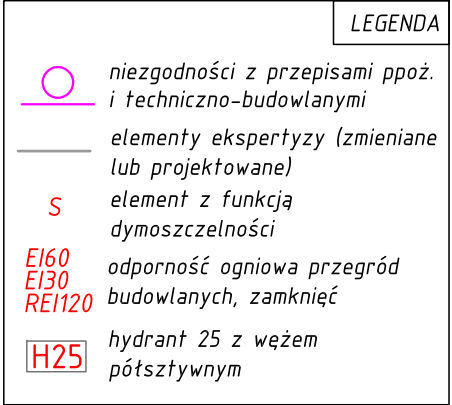 LEGENDA
niezgodności z przepisami ppoż.
i techniczno-budowlanymi
elementy ekspertyzy (zmieniane
lub projektowane)
S
element z funkcją
dymoszczelności
EI60
EI30
REI120
odporność ogniowa przegród
budowlanych, zamknięć
H25
hydrant 25 z wężem
półsztywnym